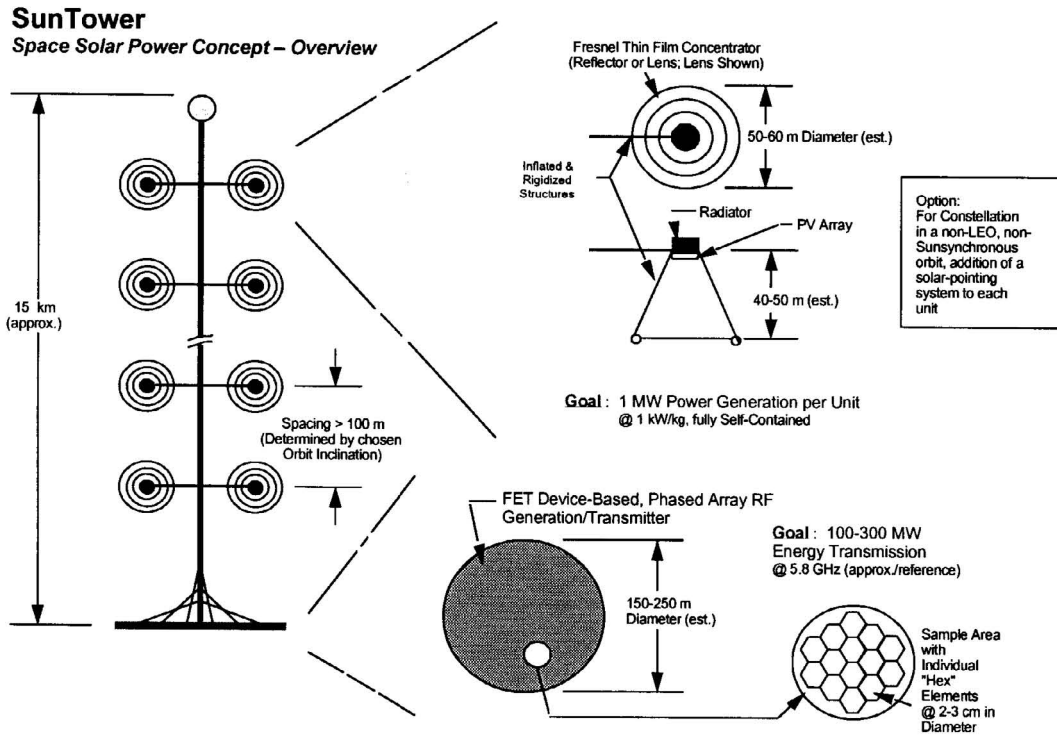 SunTower
Space Solar Power Concept – Overview
15 km
(approx.)
Spacing > 100 m
(Determined by chosen
Orbit Inclination)
Fresnel Thin Film Concentrator
(Reflector or Lens; Lens Shown)
50-60 m Diameter (est.)
Inflated &
Rigidized
Structures
Radiator
PV Array
40-50 m (est.)
Option:
For Constellation
in a non-LEO, non-
Sunsynchronous
orbit, addition of a
solar-pointing
system to each
unit
Goal : 1 MW Power Generation per Unit
@ 1 kW/kg, fully Self-Contained
FET Device-Based, Phased Array RF
Generation/Transmitter
150-250 m
Diameter (est.)
Goal : 100-300 MW
Energy Transmission
@ 5.8 GHz (approx./reference)
Sample Area
with
Individual
"Hex"
Elements
@ 2-3 cm in
Diameter